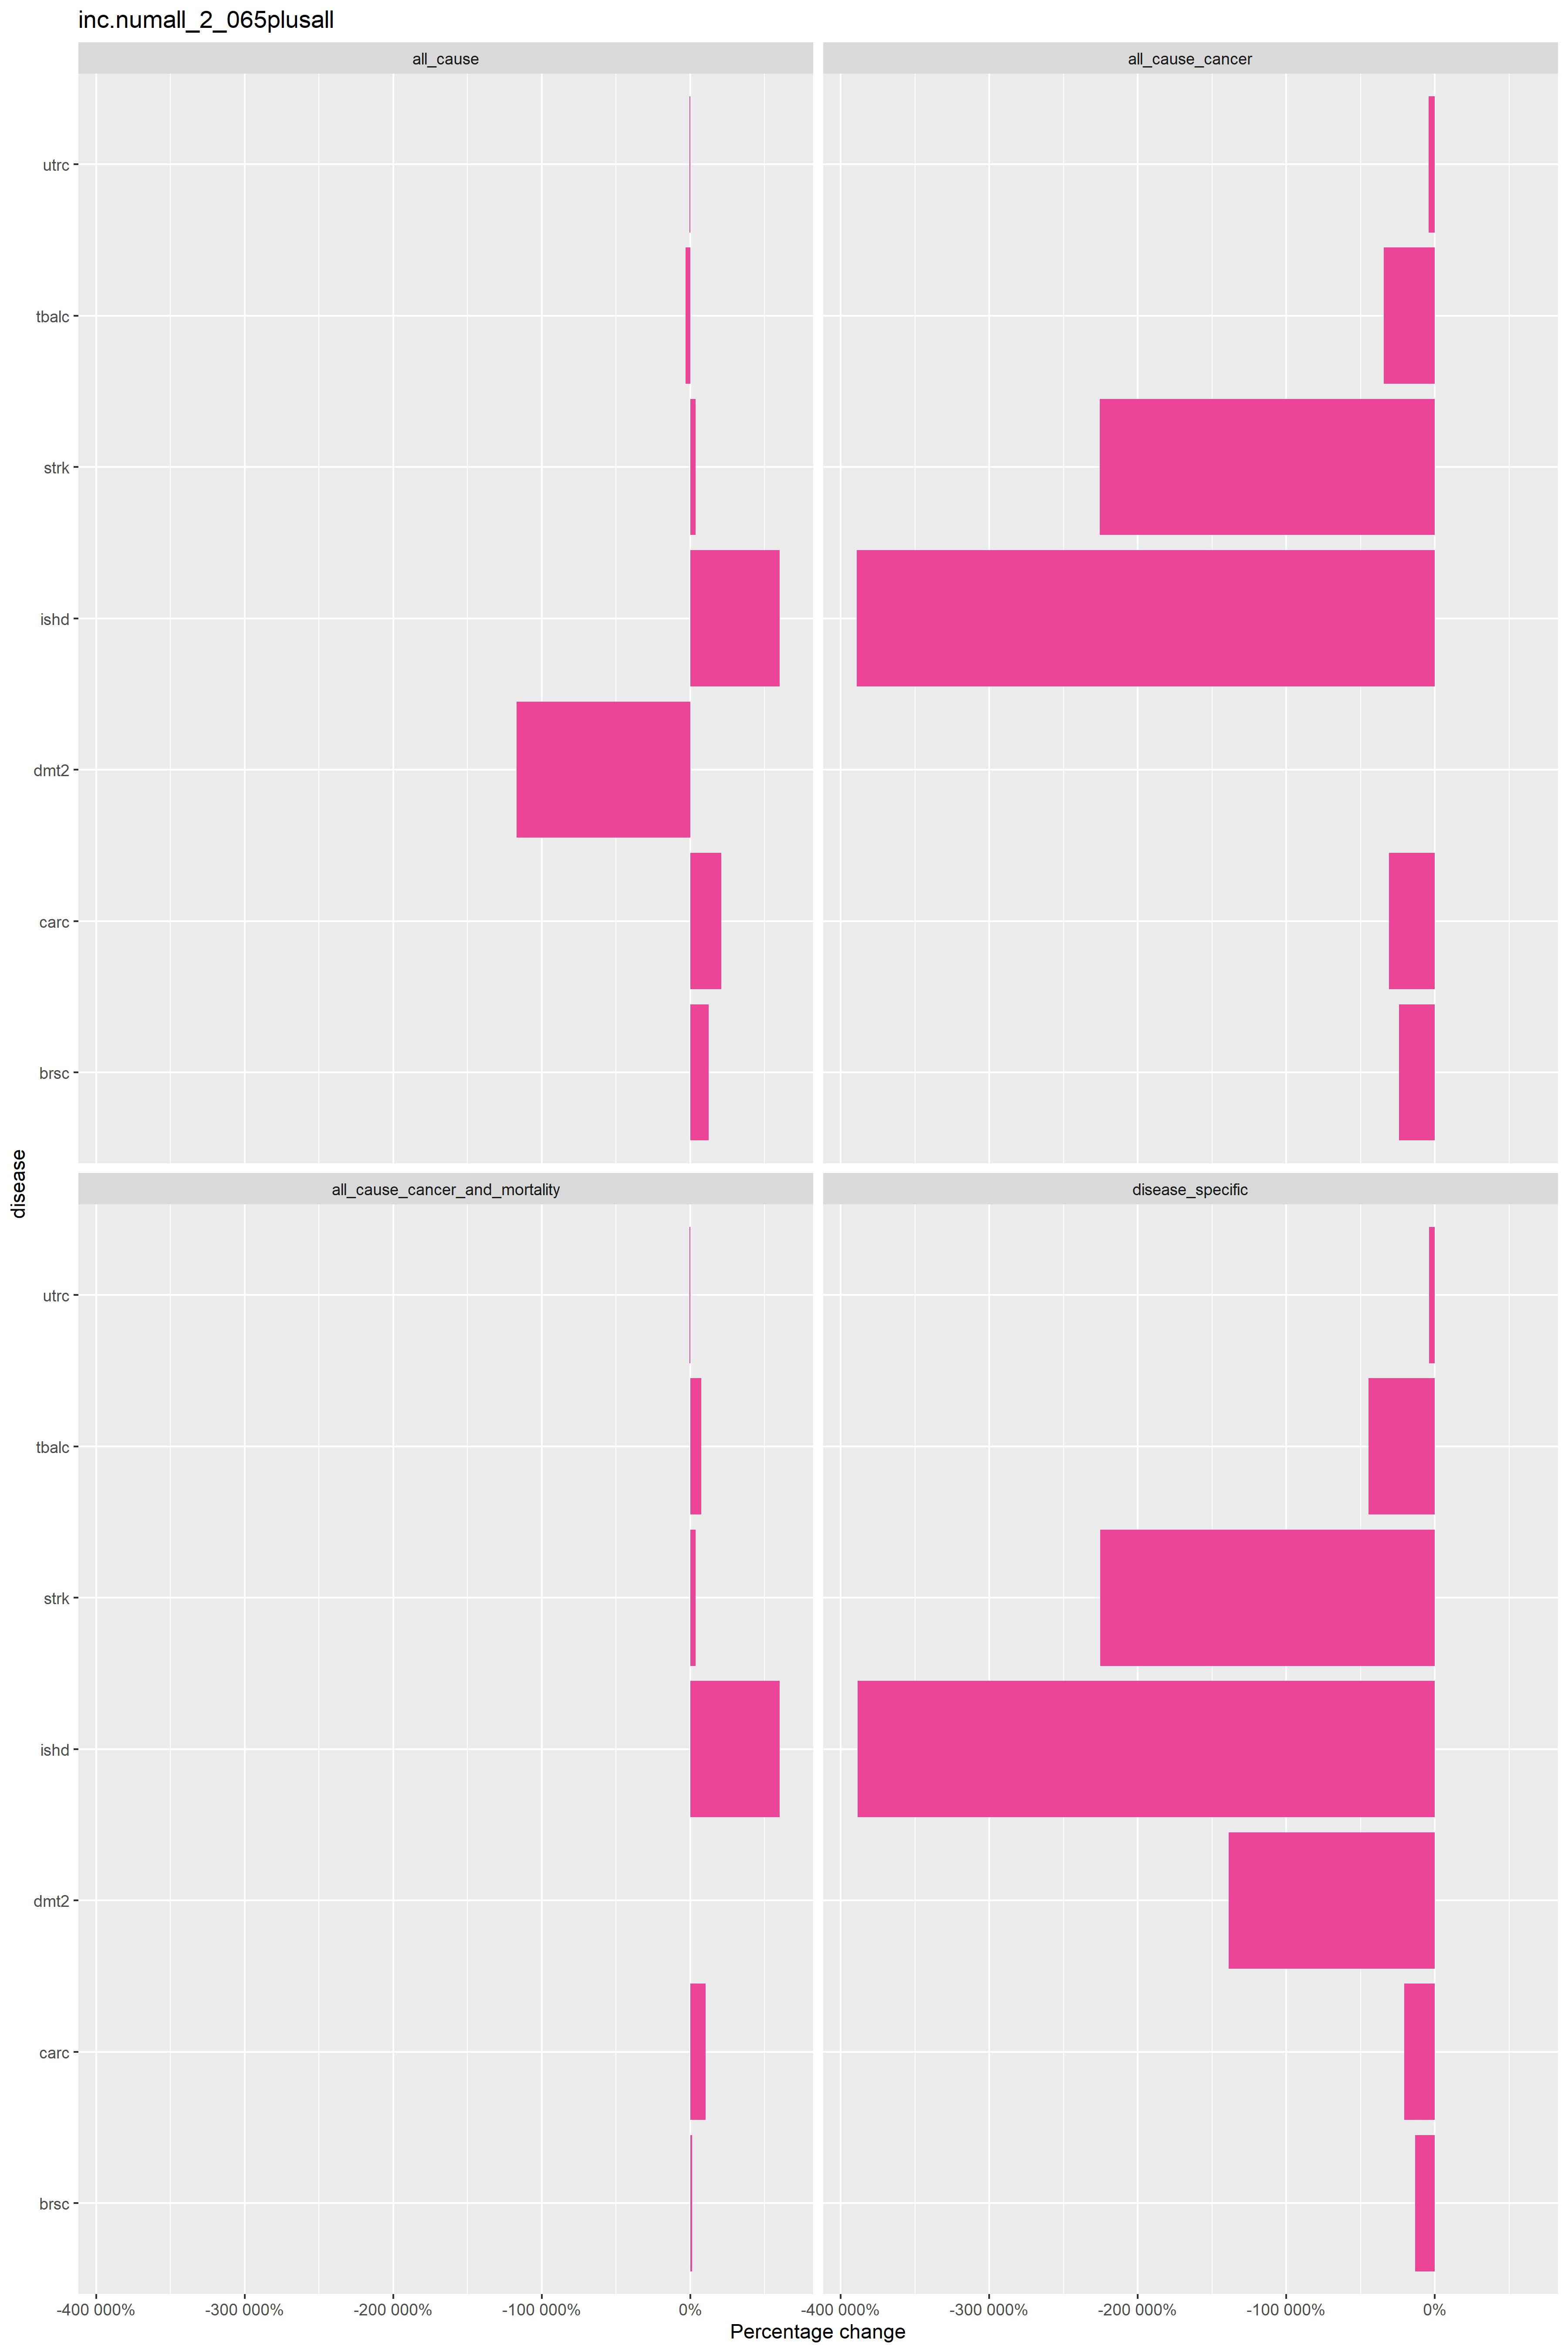 inc.numall_2_065plusall
all_cause
all_cause_cancer
utrc
tbalc
strk
ishd
dmt2
carc
brsc
disease
all_cause_cancer_and_mortality
disease_specific
utrc
tbalc
strk
ishd
dmt2
carc
brsc
-400 000% -300 000% -200 000% -100 000% 0%
-400 000% -300 000% -200 000% -100 000% 0%
Percentage change